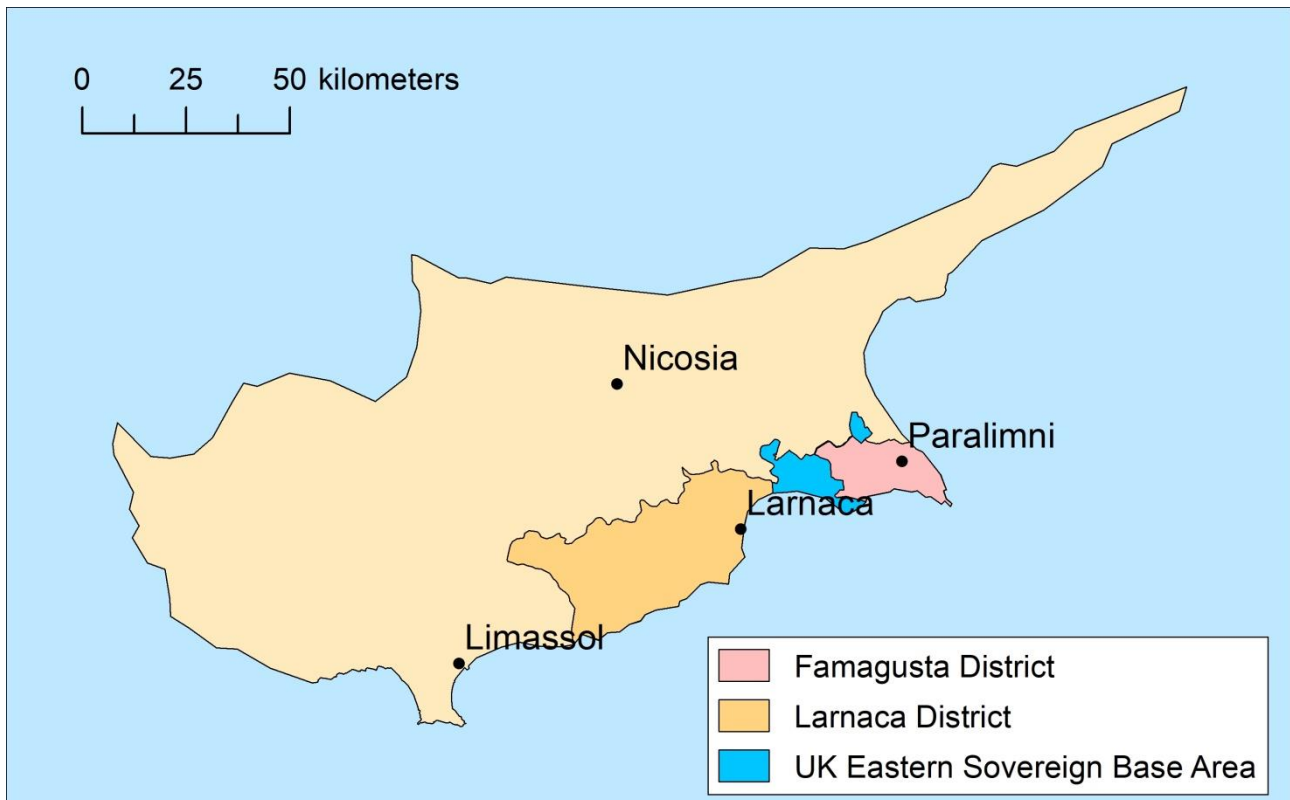 0 25 50 kilometers
Nicosia
Paralimni
Larnaca
Limassol
Famagusta District
Larnaca District
UK Eastern Sovereign Base Area